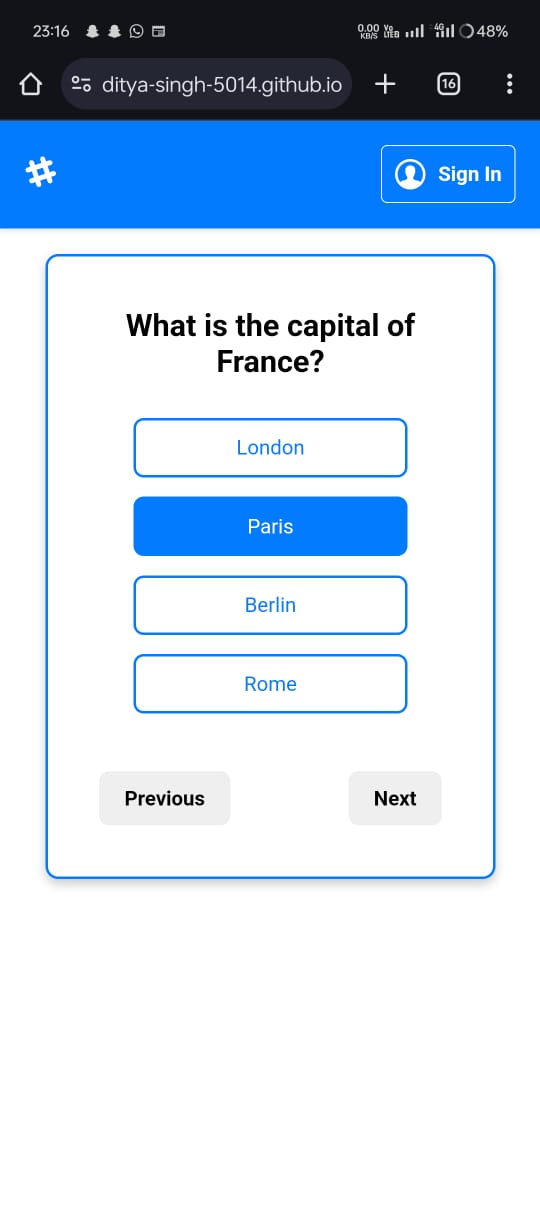 23:16
0.00 KB/S Vo LTE 4G 48%
ditya-singh-5014.github.io
16
Sign In
What is the capital of
France?
London
Paris
Berlin
Rome
Previous Next